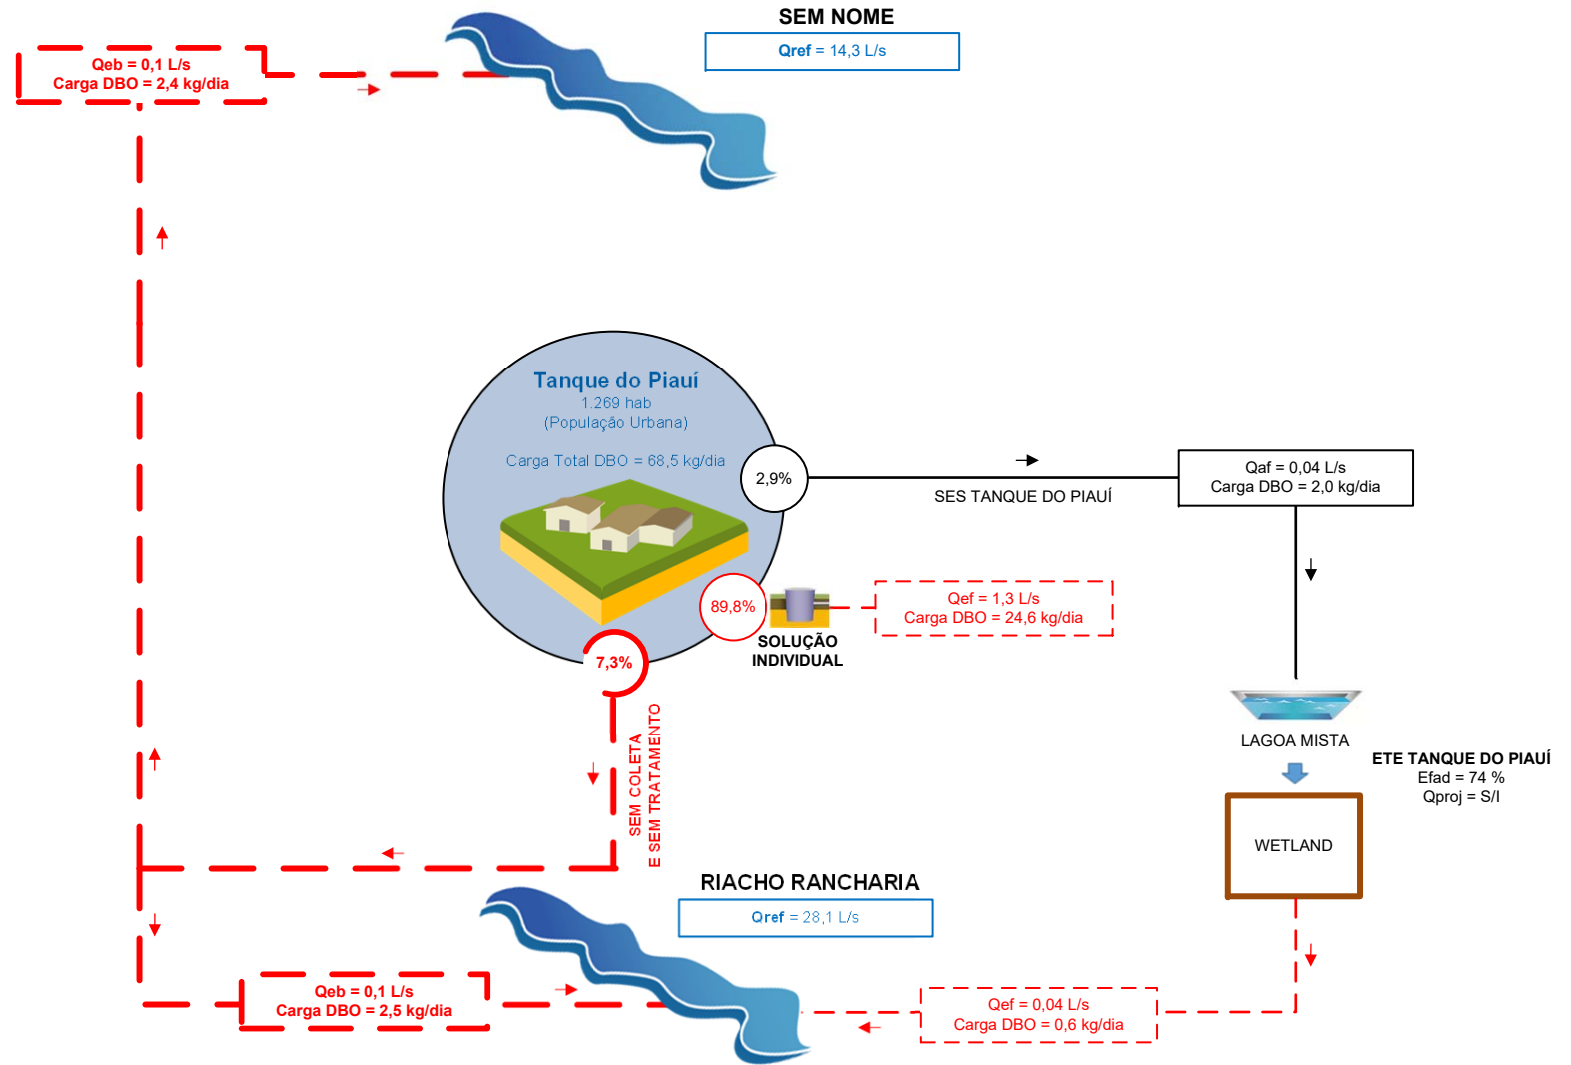 SEM NOME
Qref = 14,3 L/s
Qeb = 0,1 L/s
Carga DBO = 2,4 kg/dia
Tanque do Piauí
1.269 hab
(População Urbana)
Carga Total DBO = 68,5 kg/dia
2,9%
SES TANQUE DO PIAUÍ
Qaf = 0,04 L/s
Carga DBO = 2,0 kg/dia
89,8%
SOLUÇÃO
INDIVIDUAL
Qef = 1,3 L/s
Carga DBO = 24,6 kg/dia
7,3%
SEM COLETA
E SEM TRATAMENTO
LAGOA MISTA
ETE TANQUE DO PIAUÍ
Efad = 74 %
Qproj = S/I
WETLAND
RIACHO RANCHARIA
Qref = 28,1 L/s
Qeb = 0,1 L/s
Carga DBO = 2,5 kg/dia
Qef = 0,04 L/s
Carga DBO = 0,6 kg/dia